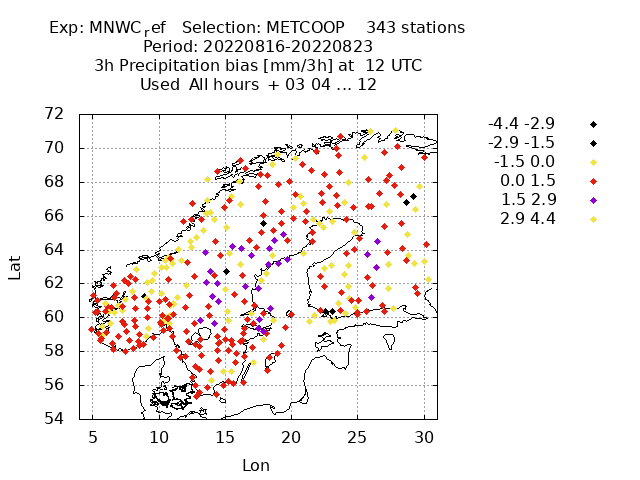 Exp: MNWCref   Selection: METCOOP    343 stations
Period: 20220816-20220823
3h Precipitation bias [mm/3h] at  12 UTC
Used  All hours  + 03 04 ... 12
72
70
68
66
64
62
60
58
56
54
5 10 15 20 25 30
Lat
Lon
-4.4 -2.9
-2.9 -1.5
-1.5 0.0
0.0 1.5
1.5 2.9
2.9 4.4